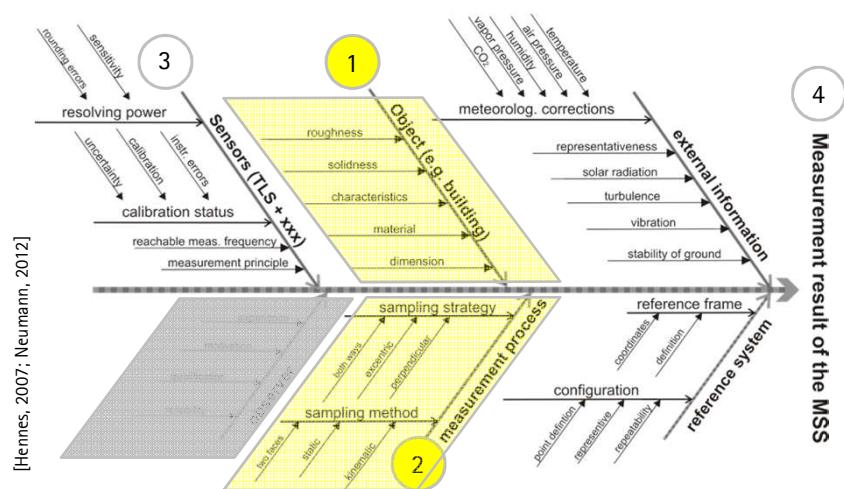 3
rounding errors
sensitivity
resolving power
uncertainty
calibration
instr. errors
calibration status
reachable meas. frequency
measurement principle
Sensors (TLS + xxx)
1
roughness
solidness
characteristics
material
dimension
Object (e.g. building)
CO2
vapor pressure
humidity
air pressure
temperature
meteorolog. corrections
representativeness
solar radiation
turbulence
vibration
stability of ground
external information
4
Measurement result of the MSS
[Hennes, 2007; Neumann, 2012]
sampling strategy
both ways
excentric
perpendicular
sampling method
two faces
static
kinematic
measurement process
2
reference frame
coordinates
definition
configuration
point defintion
representive
repeatability
reference system